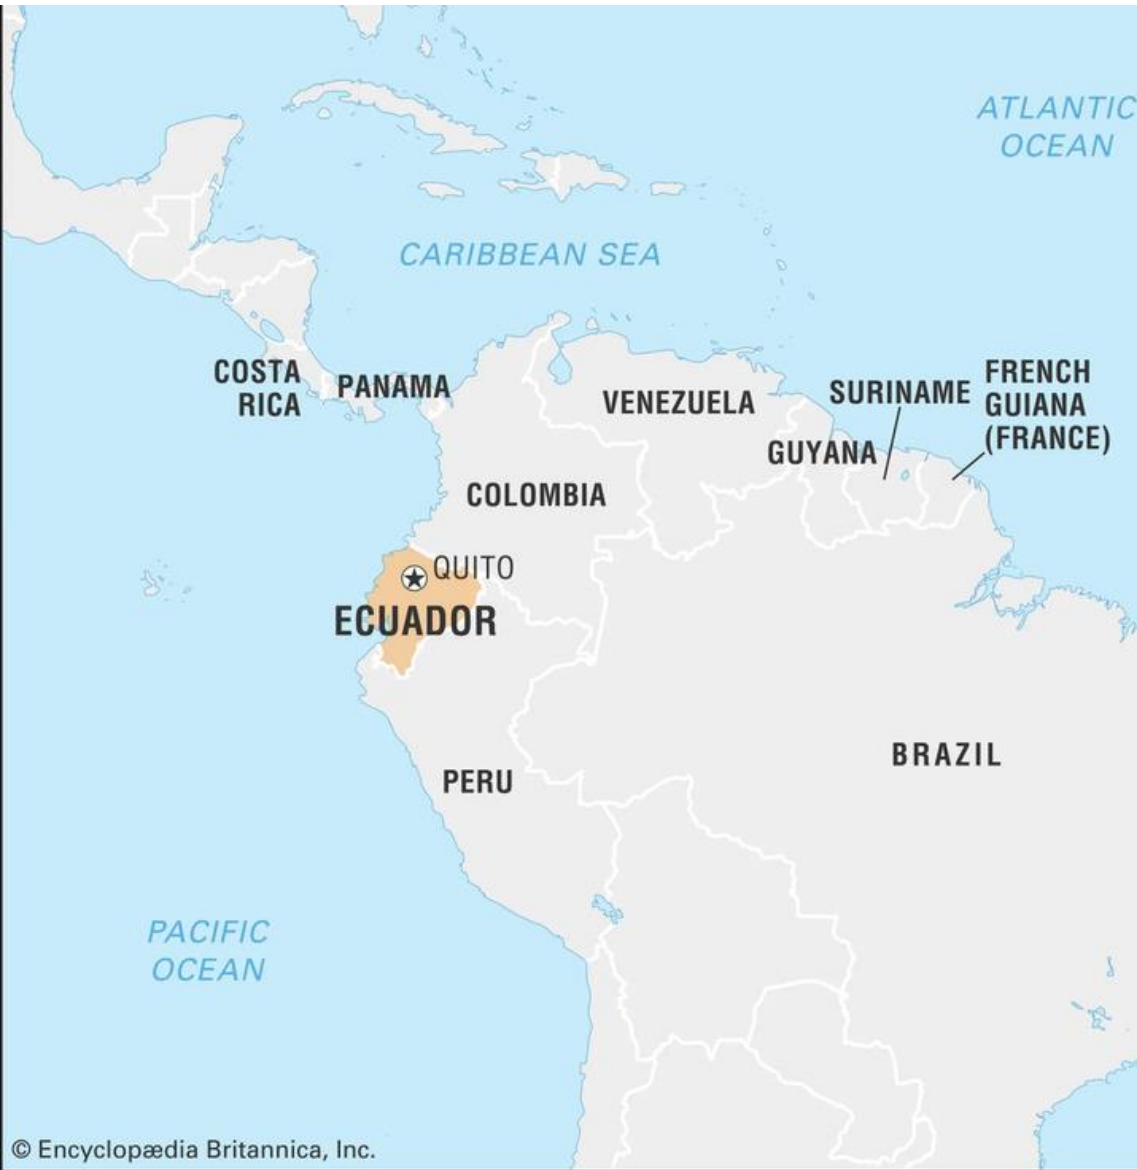 ATLANTIC
OCEAN
CARIBBEAN SEA
COSTA
RICA
PANAMA
VENEZUELA
SURINAME
FRENCH
GUIANA
(FRANCE)
GUYANA
COLOMBIA
QUITO
ECUADOR
BRAZIL
PERU
PACIFIC
OCEAN
© Encyclopædia Britannica, Inc.